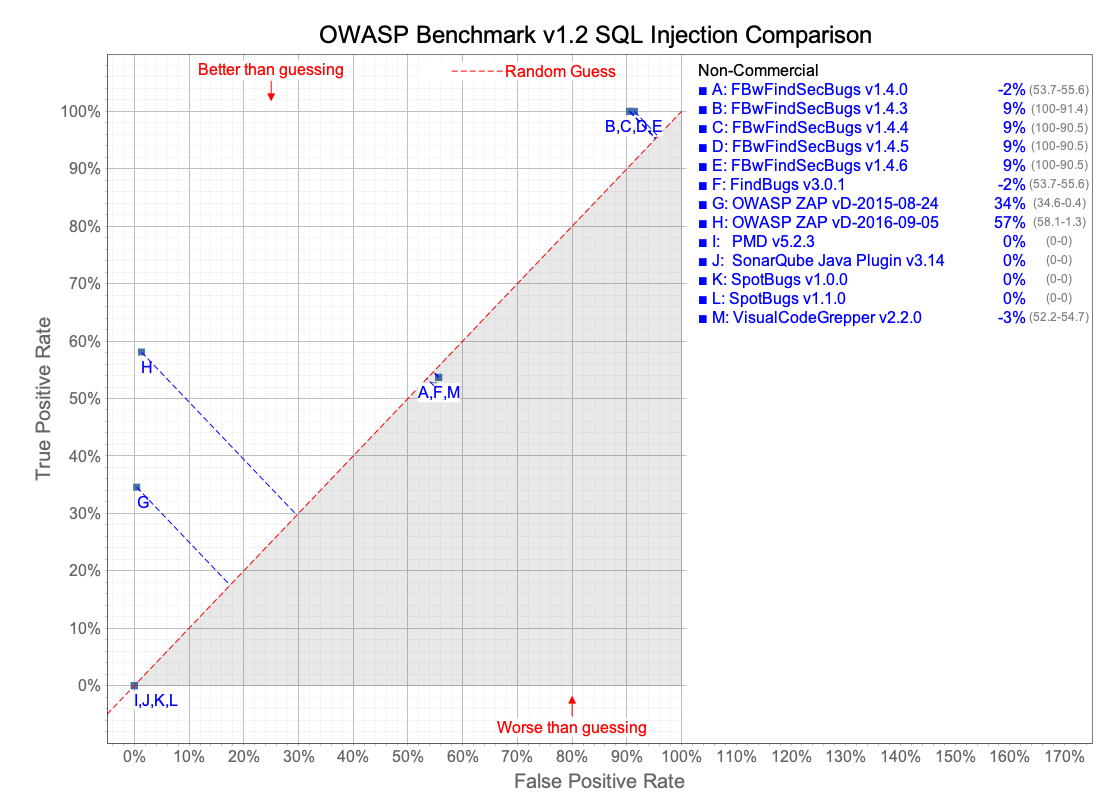 OWASP Benchmark v1.2 SQL Injection Comparison
Better than guessing
Random Guess
Non-Commercial
A: FBwFindSecBugs v1.4.0 -2% (53.7-55.6)
B: FBwFindSecBugs v1.4.3 9% (100-91.4)
C: FBwFindSecBugs v1.4.4 9% (100-90.5)
D: FBwFindSecBugs v1.4.5 9% (100-90.5)
E: FBwFindSecBugs v1.4.6 9% (100-90.5)
F: FindBugs v3.0.1 -2% (53.7-55.6)
G: OWASP ZAP vD-2015-08-24 34% (34.6-0.4)
H: OWASP ZAP vD-2016-09-05 57% (58.1-1.3)
I: PMD v5.2.3 0% (0-0)
J: SonarQube Java Plugin v3.14 0% (0-0)
K: SpotBugs v1.0.0 0% (0-0)
L: SpotBugs v1.1.0 0% (0-0)
M: VisualCodeGrepper v2.2.0 -3% (52.2-54.7)
True Positive Rate
100%
90%
80%
70%
60%
50%
40%
30%
20%
10%
0%
B,C,D,E
H
A,F,M
G
I,J,K,L
Worse than guessing
0% 10% 20% 30% 40% 50% 60% 70% 80% 90% 100% 110% 120% 130% 140% 150% 160% 170%
False Positive Rate